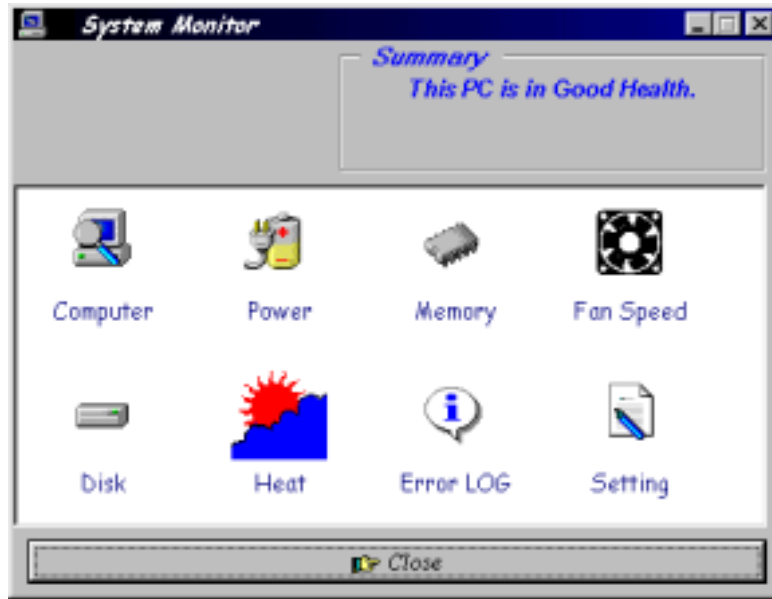 System Monitor
Summary
This PC is in Good Health.
Computer Power Memory Fan Speed
Disk Heat Error LOG Setting
Close